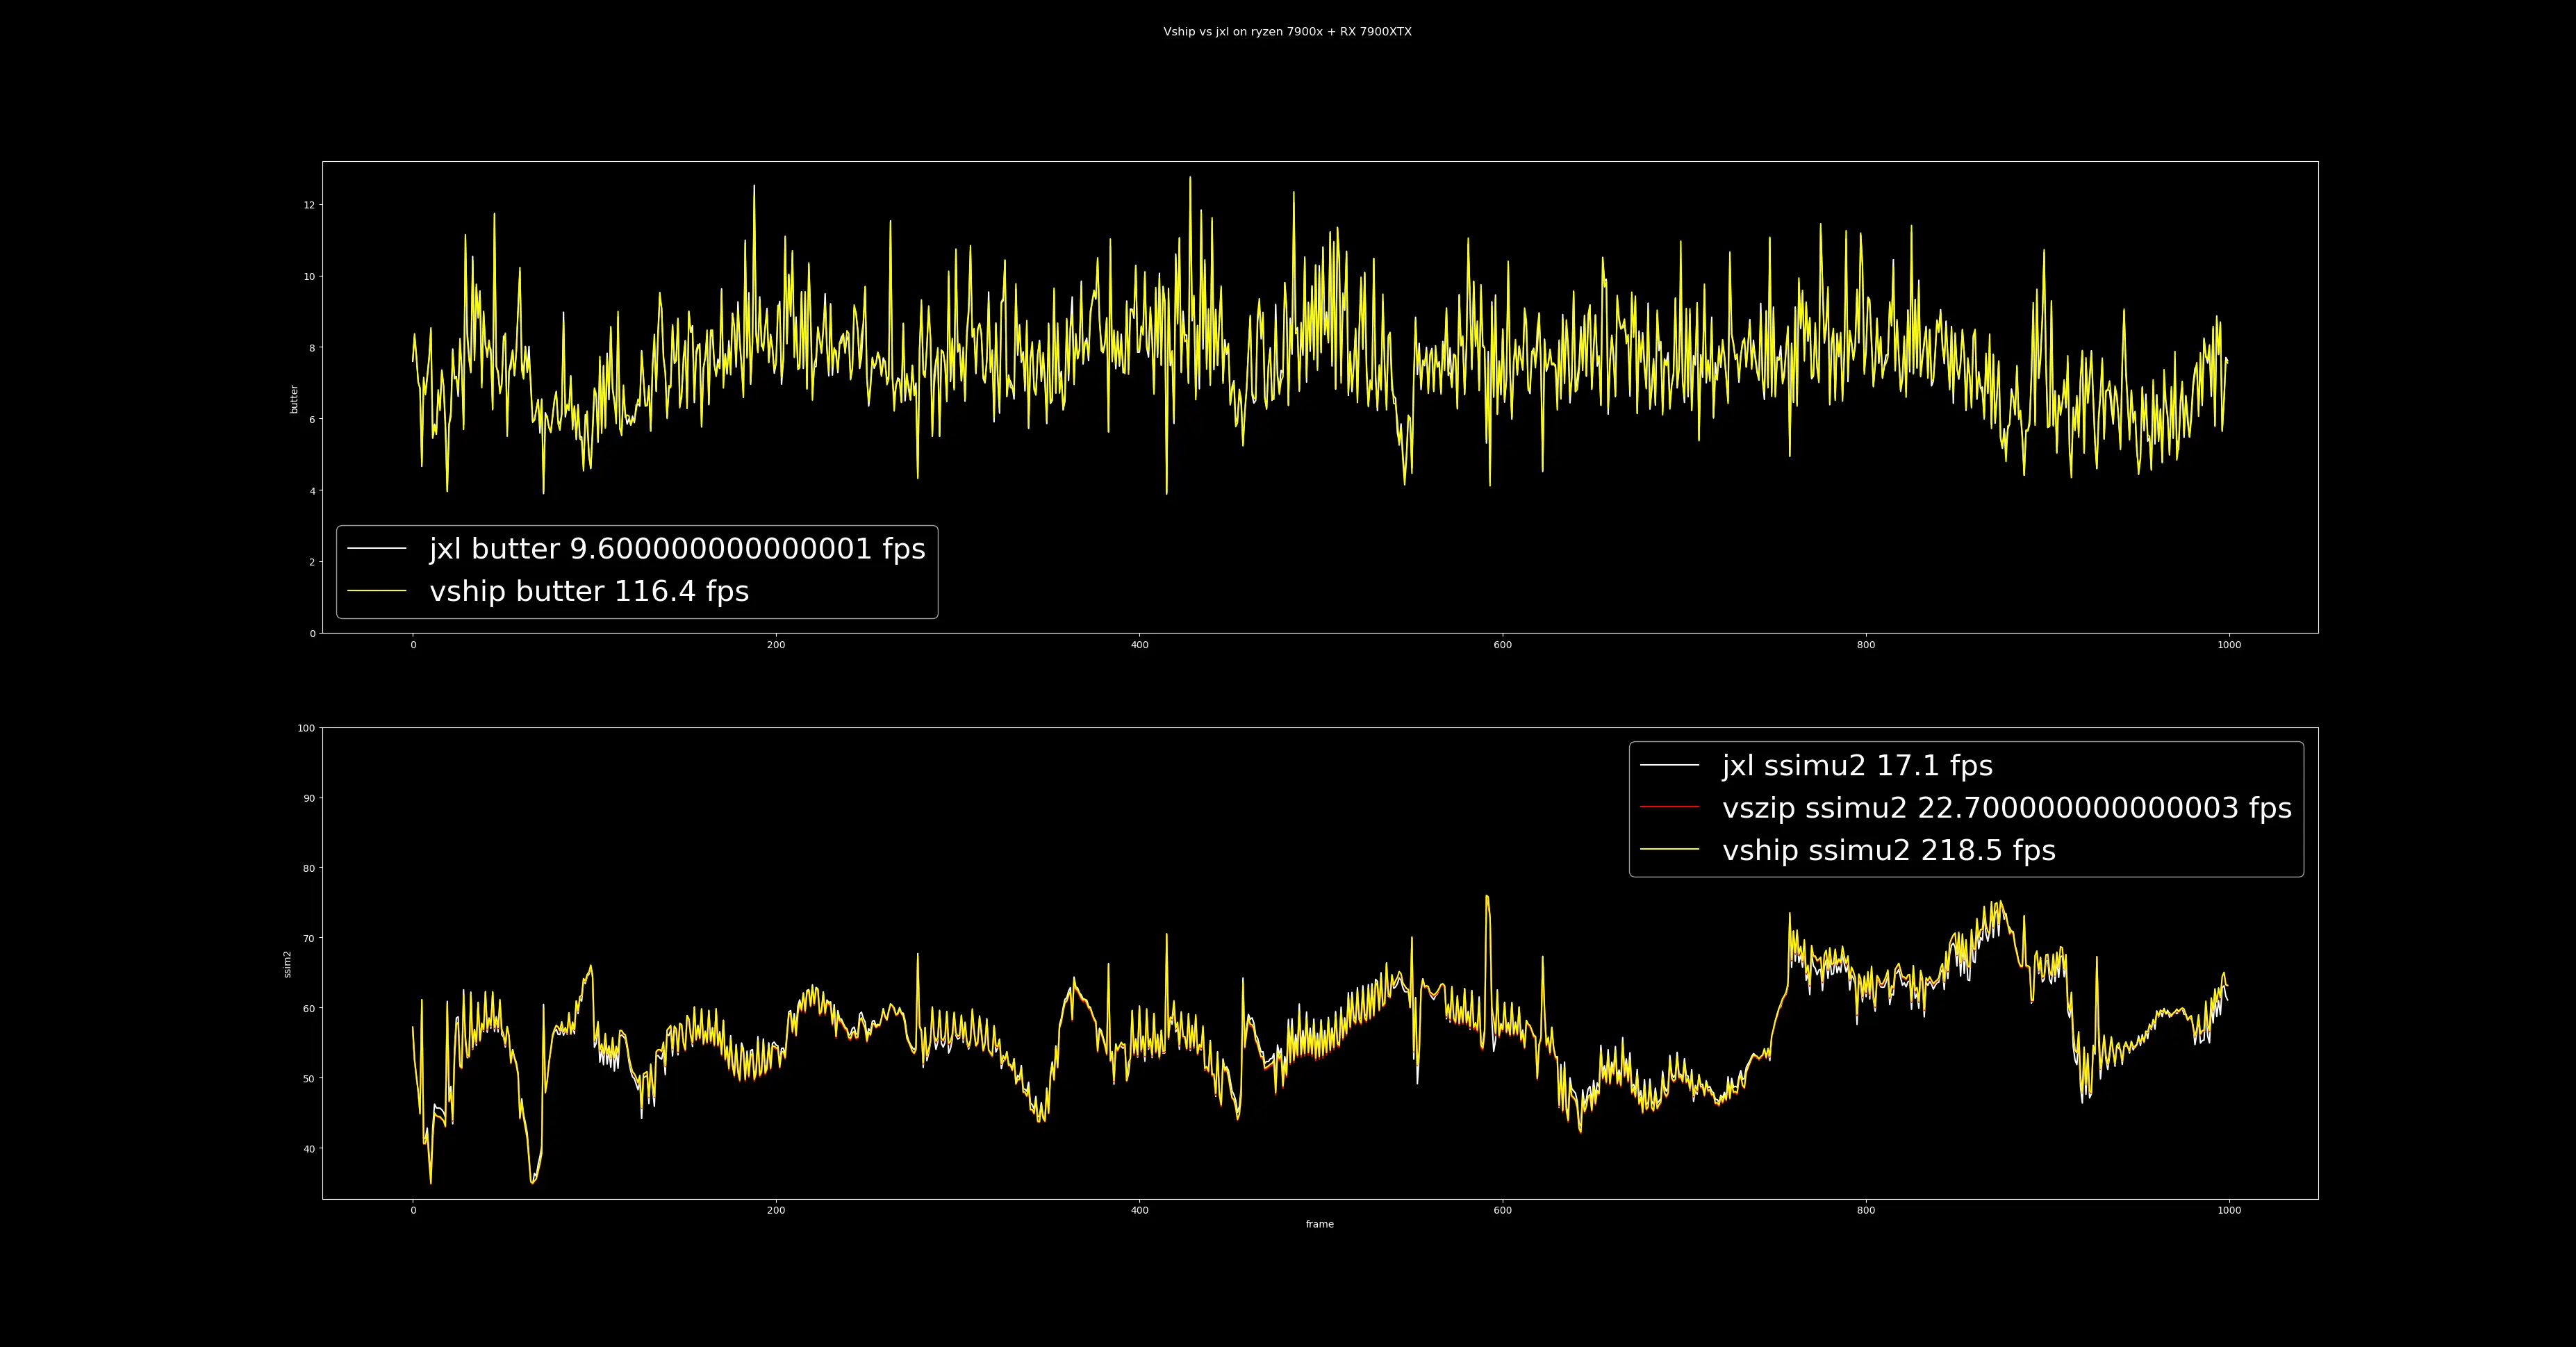 Vship vs jxl on ryzen 7900x + RX 7900XTX
12
10
8
6
4
2
0
butter
jxl butter 9.600000000000001 fps
vship butter 116.4 fps
0 200 400 600 800 1000
100
90
80
70
60
50
40
ssim2
jxl ssimu2 17.1 fps
vszip ssimu2 22.700000000000003 fps
vship ssimu2 218.5 fps
0 200 400 600 800 1000
frame